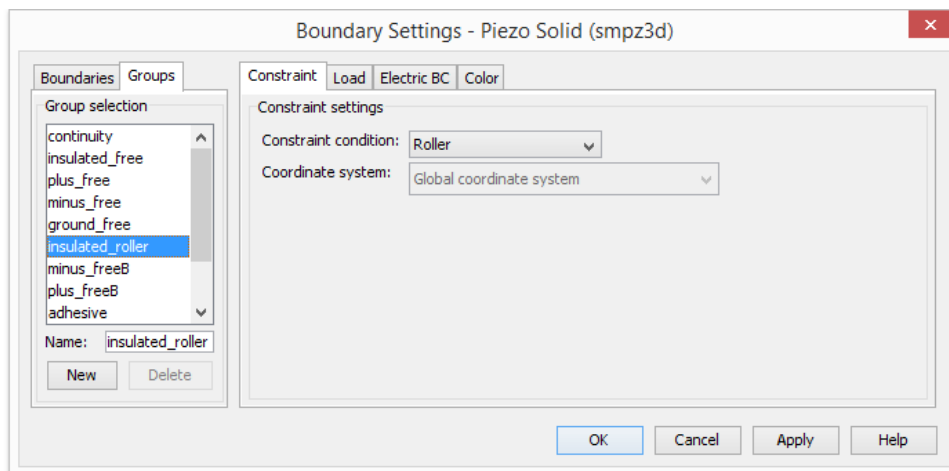 Boundary Settings - Piezo Solid (smpz3d)
Boundaries Groups
Group selection
continuity
insulated_free
plus_free
minus_free
ground_free
insulated_roller
minus_freeB
plus_freeB
adhesive
Name: insulated_roller
New Delete
Constraint Load Electric BC Color
Constraint settings
Constraint condition: Roller
Coordinate system: Global coordinate system
OK Cancel Apply Help